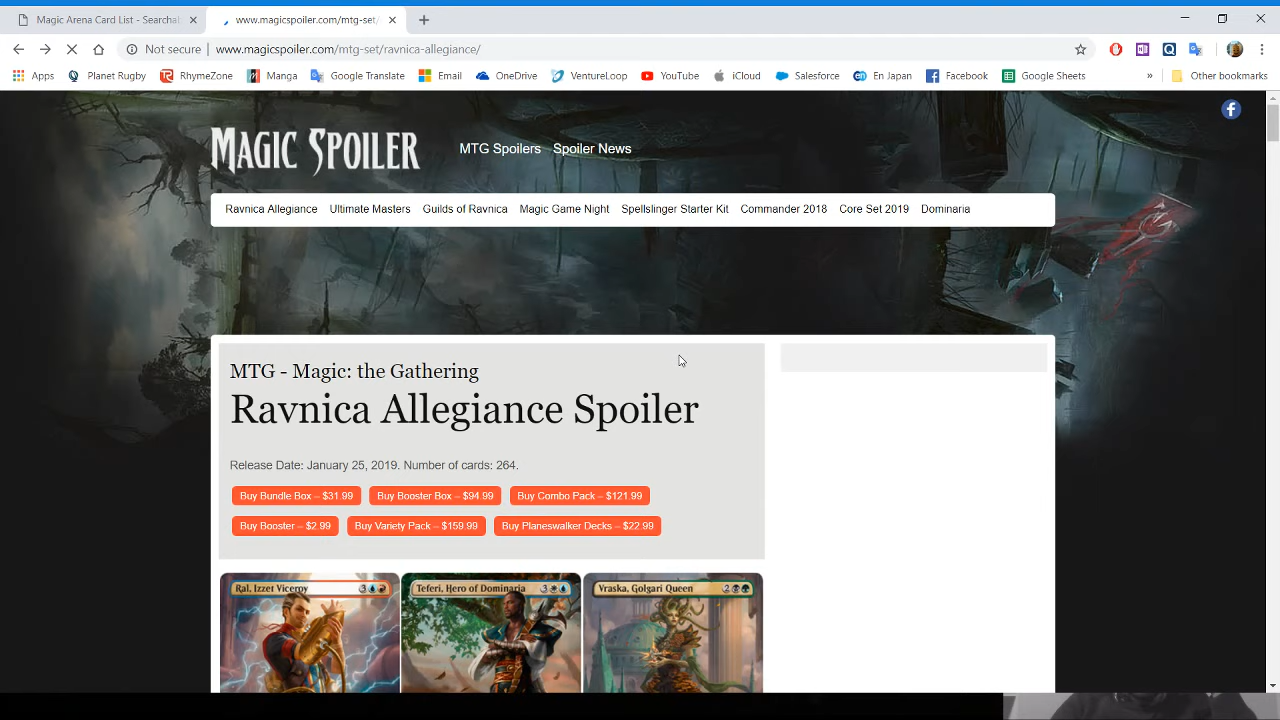 Magic Arena Card List - Searchal
www.magicspoiler.com/mtg-set/
Not secure
www.magicspoiler.com/mtg-set/ravnica-allegiance/
Apps
Planet Rugby
RhymeZon
Manga
Google Translate
Email
OneDrive
VentureLoop
YouTube
iCloud
Salesforce
En Japan
Facebook
Google Sheets
»
Other bookmarks
MAGIC SPOILER
MTG Spoilers
Spoiler News
Ravnica Allegiance
Ultimate Masters
Guilds of Ravnica
Magic Game Night
Spellslinger Starter Kit
Commander 2018
Core Set 2019
Dominaria
MTG - Magic: the Gathering
Ravnica Allegiance Spoiler
Release Date: January 25, 2019. Number of cards: 264.
Buy Bundle Box – $31.99
Buy Booster Box – $94.99
Buy Combo Pack – $121.99
Buy Booster – $2.99
Buy Variety Pack – $159.99
Buy Planeswalker Decks – $22.99
Ral, Izzet Viceroy 3
Teferi, Hero of Dominaria 3
Vraska, Golgari Queen 2